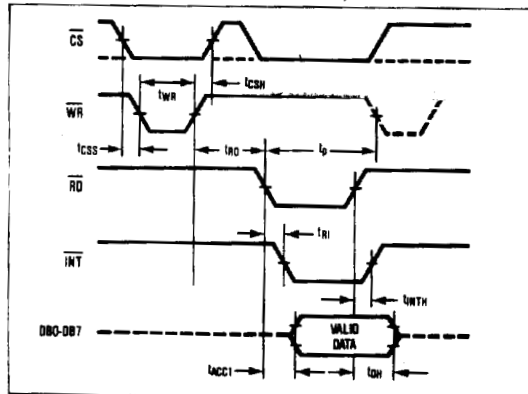 CS
tWR
tCSH
WR
tCSS
tRD
tP
RD
tRI
INT
tINTH
DB0-DB7
VALID
DATA
tACC1
tDH